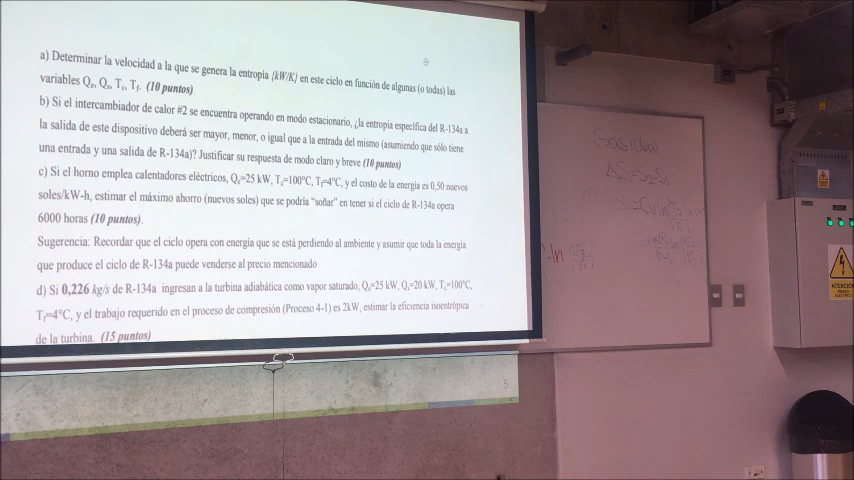 a) Determinar la velocidad a la que se genera la entropía (kW/K) en este ciclo en función de algunas (o todas) las
variables Qe, Qs, Tc, Tf. (10 puntos)
b) Si el intercambiador de calor #2 se encuentra operando en modo estacionario, ¿la entropía específica del R-134a a
la salida de este dispositivo deberá ser mayor, menor, o igual que a la entrada del mismo (asumiendo que sólo tiene
una entrada y una salida de R-134a)? Justificar su respuesta de modo claro y breve (10 puntos)
c) Si el horno emplea calentadores eléctricos, Qe=25 kW, Tc=100°C, Tf=4°C, y el costo de la energía es 0,50 nuevos
soles/kW-h, estimar el máximo ahorro (nuevos soles) que se podría "soñar" en tener si el ciclo de R-134a opera
6000 horas (10 puntos).
Sugerencia: Recordar que el ciclo opera con energía que se está perdiendo al ambiente y asumir que toda la energía
que produce el ciclo de R-134a puede venderse al precio mencionado
d) Si 0,226 kg/s de R-134a ingresan a la turbina adiabática como vapor saturado, Qe=25 kW, Qs=20 kW, Tc=100°C,
Tf=4°C, y el trabajo requerido en el proceso de compresión (Proceso 4-1) es 2kW, estimar la eficiencia isoentrópica
de la turbina. (15 puntos)
5
Gas ideal
ΔS=S2-S1
ATENCIÓN